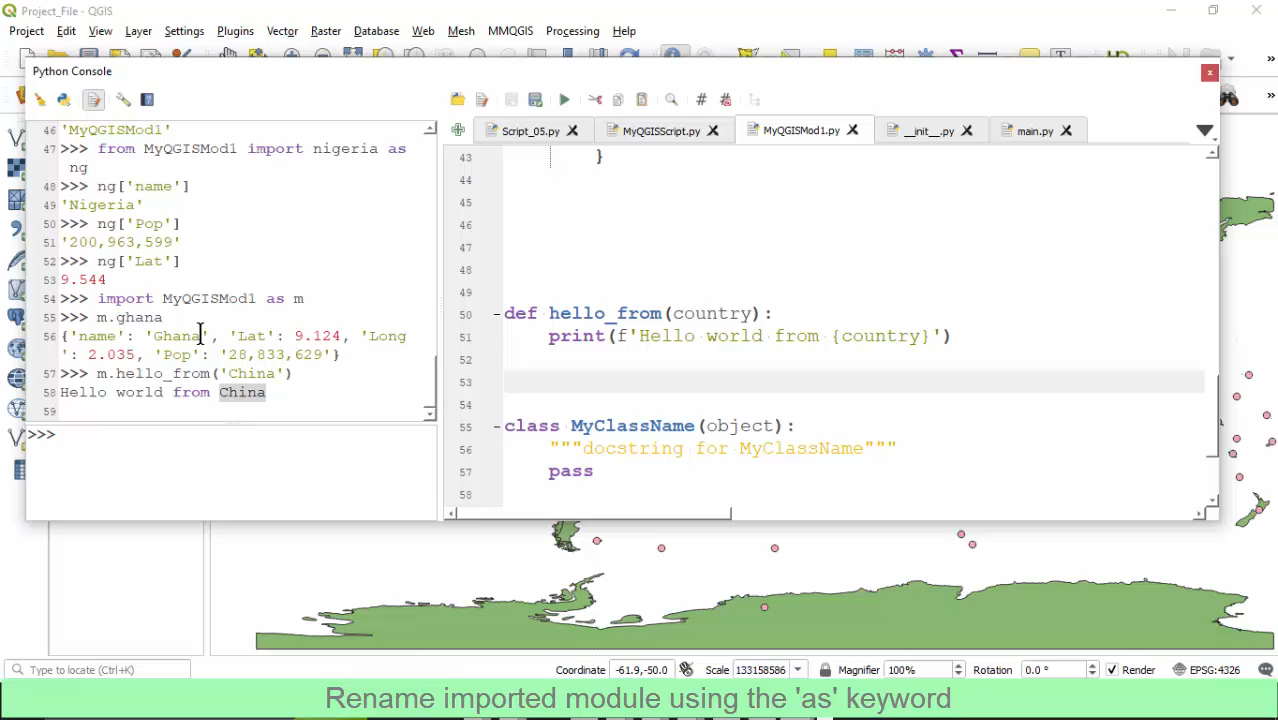 Project_File - QGIS
Project Edit View Layer Settings Plugins Vector Raster Database Web Mesh MMQGIS Processing Help
Python Console
Script_05.py MyQGISScript.py MyQGISMod1.py __init__.py main.py
46 'MyQGISMod1'
47 >>> from MyQGISMod1 import nigeria as
ng
48 >>> ng['name']
49 'Nigeria'
50 >>> ng['Pop']
51 '200,963,599'
52 >>> ng['Lat']
53 9.544
54 >>> import MyQGISMod1 as m
55 >>> m.ghana
56 {'name': 'Ghana', 'Lat': 9.124, 'Long
': 2.035, 'Pop': '28,833,629'}
57 >>> m.hello_from('China')
58 Hello world from China
59
>>>
43 }
44
45
46
47
48
49
50 def hello_from(country):
51 print(f'Hello world from {country}')
52
53
54
55 class MyClassName(object):
56 """docstring for MyClassName"""
57 pass
58
Type to locate (Ctrl+K) Coordinate -61.9,-50.0 Scale 133158586 Magnifier 100% Rotation 0.0 ° Render EPSG:4326
Rename imported module using the 'as' keyword